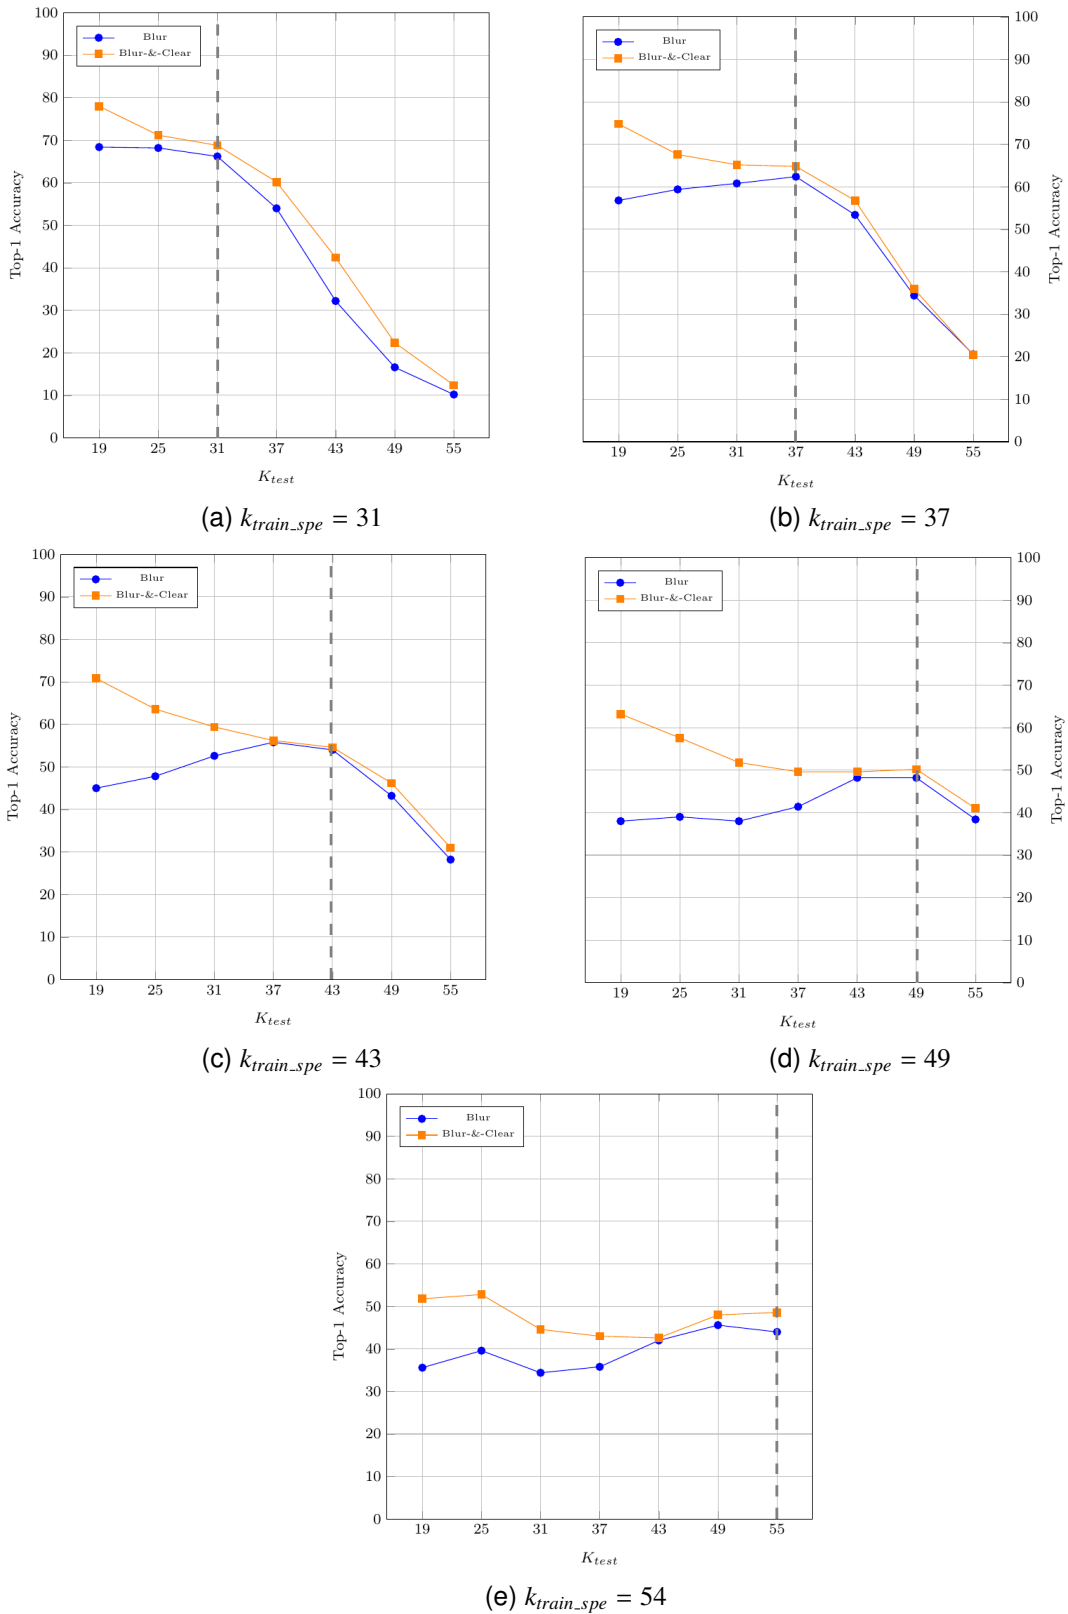 100
90
80
70
60
50
40
30
20
10
0
Top-1 Accuracy
Blur
Blur-&-Clear
19 25 31 37 43 49 55
K_test
(a) k_train_spe = 31
100
90
80
70
60
50
40
30
20
10
0
Top-1 Accuracy
Blur
Blur-&-Clear
19 25 31 37 43 49 55
K_test
(b) k_train_spe = 37
100
90
80
70
60
50
40
30
20
10
0
Top-1 Accuracy
Blur
Blur-&-Clear
19 25 31 37 43 49 55
K_test
(c) k_train_spe = 43
100
90
80
70
60
50
40
30
20
10
0
Top-1 Accuracy
Blur
Blur-&-Clear
19 25 31 37 43 49 55
K_test
(d) k_train_spe = 49
100
90
80
70
60
50
40
30
20
10
0
Top-1 Accuracy
Blur
Blur-&-Clear
19 25 31 37 43 49 55
K_test
(e) k_train_spe = 54